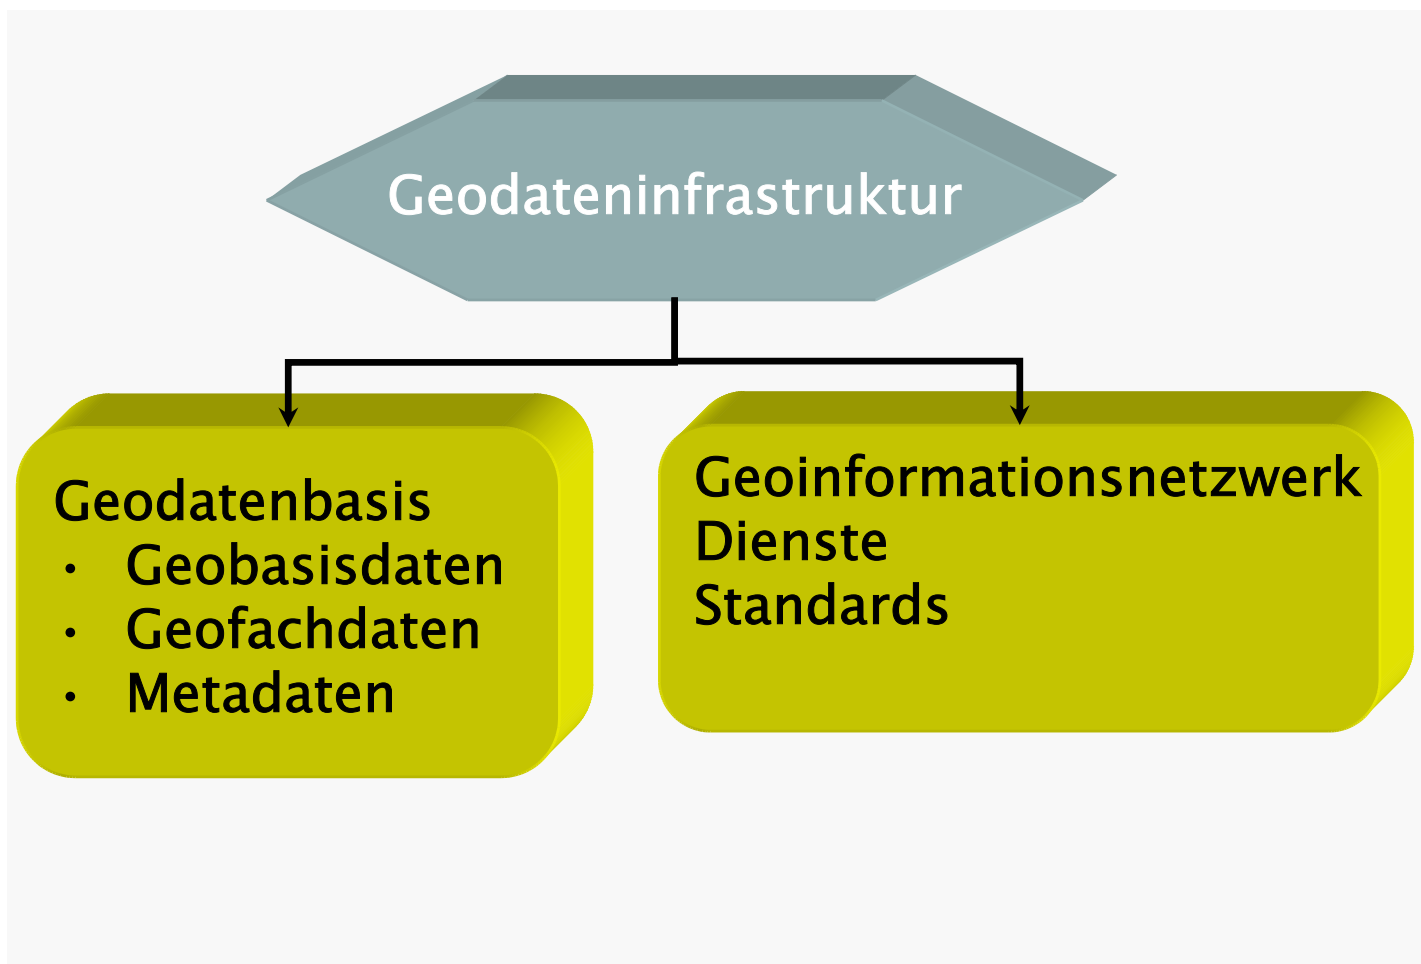 Geodateninfrastruktur
Geodatenbasis
• Geobasisdaten
• Geofachdaten
• Metadaten
Geoinformationsnetzwerk
Dienste
Standards